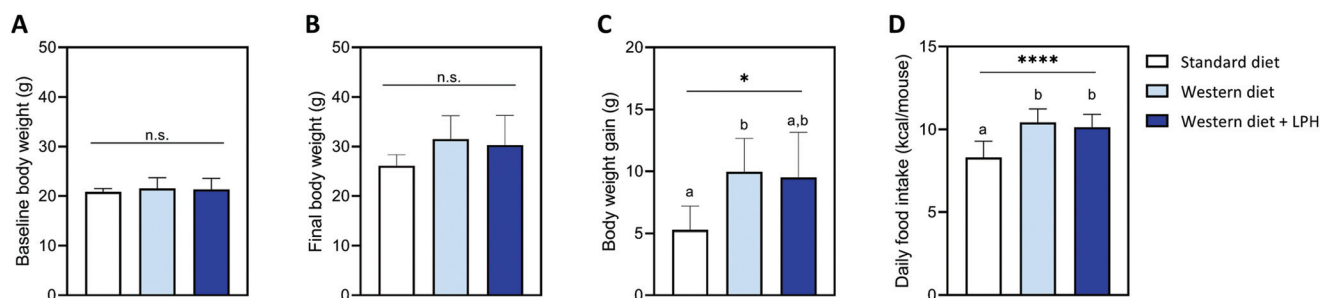 A
Baseline body weight (g)
50
40
30
20
10
0
n.s.
B
Final body weight (g)
50
40
30
20
10
0
n.s.
C
Body weight gain (g)
20
15
10
5
0
*
a
b
a,b
D
Daily food intake (kcal/mouse)
15
10
5
0
****
a
b
b
Standard diet
Western diet
Western diet + LPH